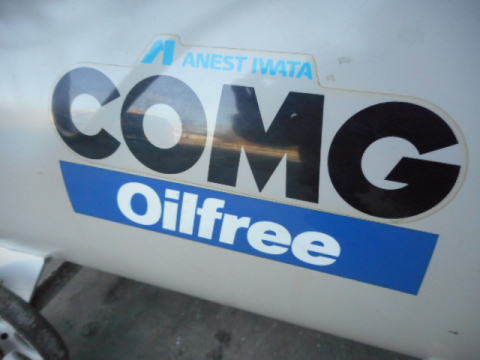 ANEST IWATA
COMG
Oilfree